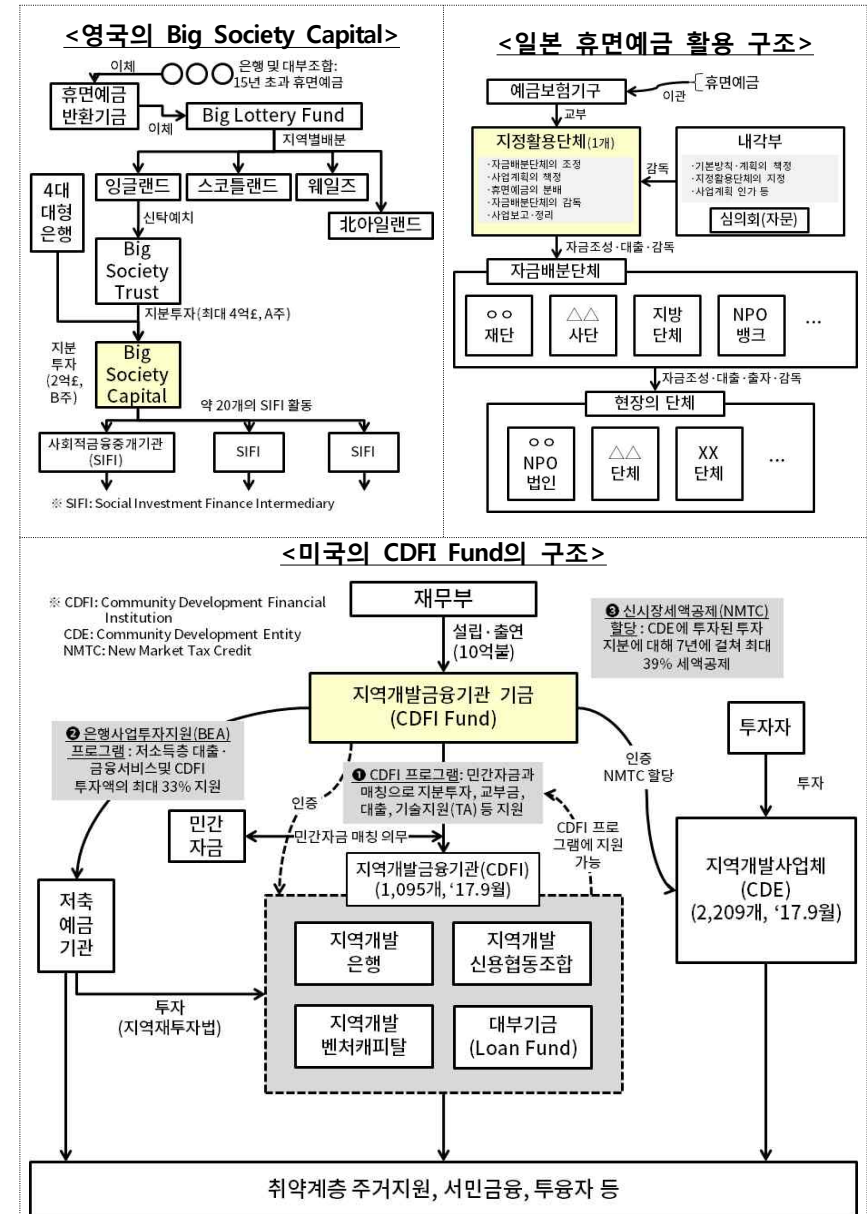 <영국의 Big Society Capital>
이체
은행 및 대부조합:
15년 초과 휴면예금
휴면예금
반환기금
이체
Big Lottery Fund
지역별배분
4대
대형
은행
잉글랜드
스코틀랜드
웨일즈
北아일랜드
신탁예치
Big
Society
Trust
지분투자(최대 4억£, A주)
지분
투자
(2억£,
B주)
Big
Society
Capital
약 20개의 SIFI 활동
사회적금융중개기관
(SIFI)
SIFI
SIFI
※ SIFI: Social Investment Finance Intermediary
<일본 휴면예금 활용 구조>
예금보험기구
휴면예금
이관
교부
지정활용단체(1개)
·자금배분단체의 조정
·사업계획의 책정
·휴면예금의 분배
·자금배분단체의 감독
·사업보고·정리
감독
내각부
·기본방칙·계획의 책정
·지정활용단체의 지정
·사업계획 인가 등
심의회(자문)
자금조성·대출·감독
자금배분단체
ㅇㅇ
재단
△△
사단
지방
단체
NPO
뱅크
…
자금조성·대출·출자·감독
현장의 단체
ㅇㅇ
NPO
법인
△△
단체
XX
단체
…
<미국의 CDFI Fund의 구조>
※ CDFI: Community Development Financial
Institution
CDE: Community Development Entity
NMTC: New Market Tax Credit
재무부
설립·출연
(10억불)
❸ 신시장세액공제(NMTC)
할당 : CDE에 투자된 투자
지분에 대해 7년에 걸쳐 최대
39% 세액공제
지역개발금융기관 기금
(CDFI Fund)
투자자
❷ 은행사업투자지원(BEA)
프로그램 : 저소득층 대출·
금융서비스및 CDFI
투자액의 최대 33% 지원
인증
NMTC 할당
투자
❶ CDFI 프로그램: 민간자금과
매칭으로 지분투자, 교부금,
대출, 기술지원(TA) 등 지원
인증
민간
자금
민간자금 매칭 의무
CDFI 프로
그램에 지원
가능
지역개발금융기관(CDFI)
(1,095개, ‘17.9월)
지역개발사업체
(CDE)
(2,209개, ‘17.9월)
저축
예금
기관
지역개발
은행
지역개발
신용협동조합
투자
(지역재투자법)
지역개발
벤처캐피탈
대부기금
(Loan Fund)
취약계층 주거지원, 서민금융, 투융자 등